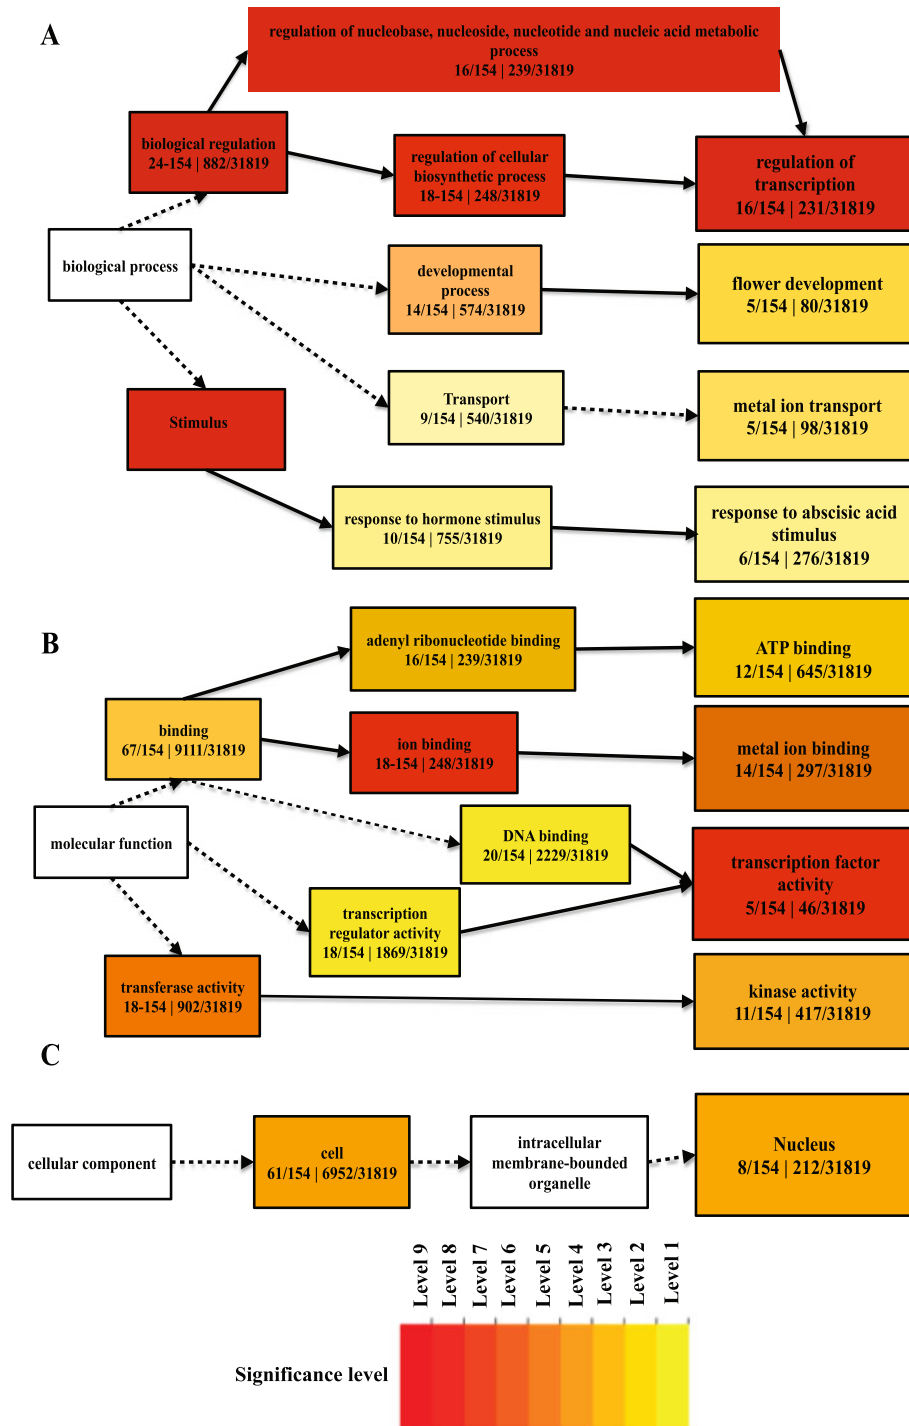 A
regulation of nucleobase, nucleoside, nucleotide and nucleic acid metabolic
process
16/154 | 239/31819
biological regulation
24-154 | 882/31819
regulation of cellular
biosynthetic process
18-154 | 248/31819
regulation of
transcription
16/154 | 231/31819
biological process
developmental
process
14/154 | 574/31819
flower development
5/154 | 80/31819
Transport
9/154 | 540/31819
metal ion transport
5/154 | 98/31819
Stimulus
response to hormone stimulus
10/154 | 755/31819
response to abscisic acid
stimulus
6/154 | 276/31819
B
adenyl ribonucleotide binding
16/154 | 239/31819
ATP binding
12/154 | 645/31819
binding
67/154 | 9111/31819
ion binding
18-154 | 248/31819
metal ion binding
14/154 | 297/31819
molecular function
DNA binding
20/154 | 2229/31819
transcription factor
activity
5/154 | 46/31819
transcription
regulator activity
18/154 | 1869/31819
transferase activity
18-154 | 902/31819
kinase activity
11/154 | 417/31819
C
cellular component
cell
61/154 | 6952/31819
intracellular
membrane-bounded
organelle
Nucleus
8/154 | 212/31819
Level 9
Level 8
Level 7
Level 6
Level 5
Level 4
Level 3
Level 2
Level 1
Significance level